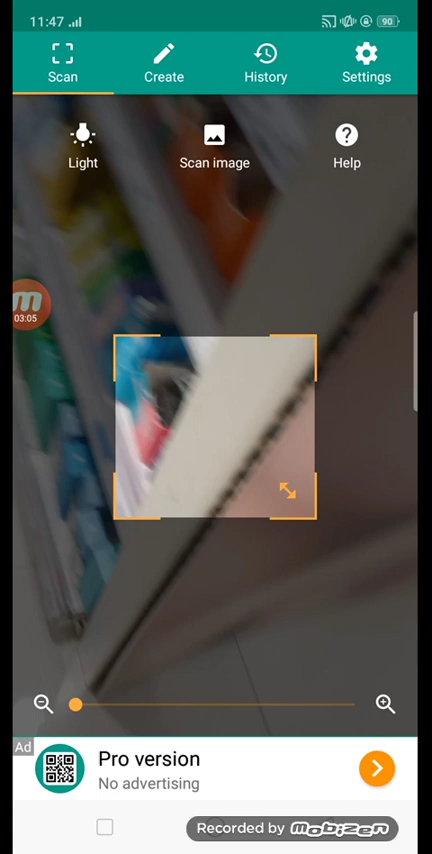 11:47
90
Scan
Create
History
Settings
Light
Scan image
Help
03:05
Ad
Pro version
No advertising
Recorded by mobizen